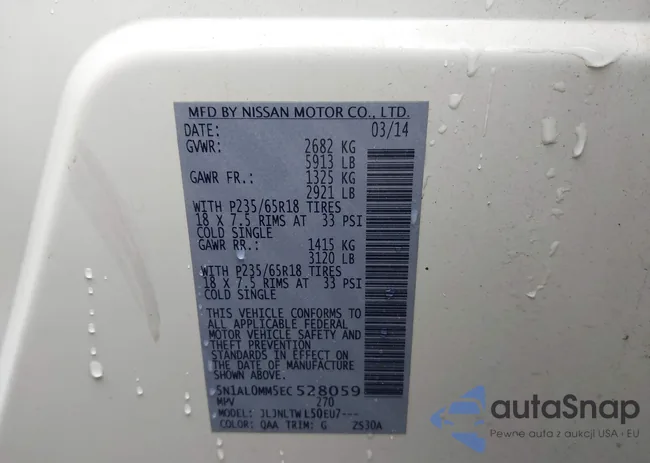 MFD BY NISSAN MOTOR CO., LTD.
DATE: 03/14
GVWR: 2682 KG
5913 LB
GAWR FR.: 1325 KG
2921 LB
WITH P235/65R18 TIRES
18 X 7.5 RIMS AT 33 PSI
COLD SINGLE
GAWR RR.: 1415 KG
3120 LB
WITH P235/65R18 TIRES
18 X 7.5 RIMS AT 33 PSI
COLD SINGLE
THIS VEHICLE CONFORMS TO
ALL APPLICABLE FEDERAL
MOTOR VEHICLE SAFETY AND
THEFT PREVENTION
STANDARDS IN EFFECT ON
THE DATE OF MANUFACTURE
SHOWN ABOVE.
5N1AL0MM5EC528059
MPV 270
MODEL: JLJNLTWL50EU7---
COLOR: QAA TRIM: G 2S30A
autoSnap
Pewne auta z aukcji USA · EU